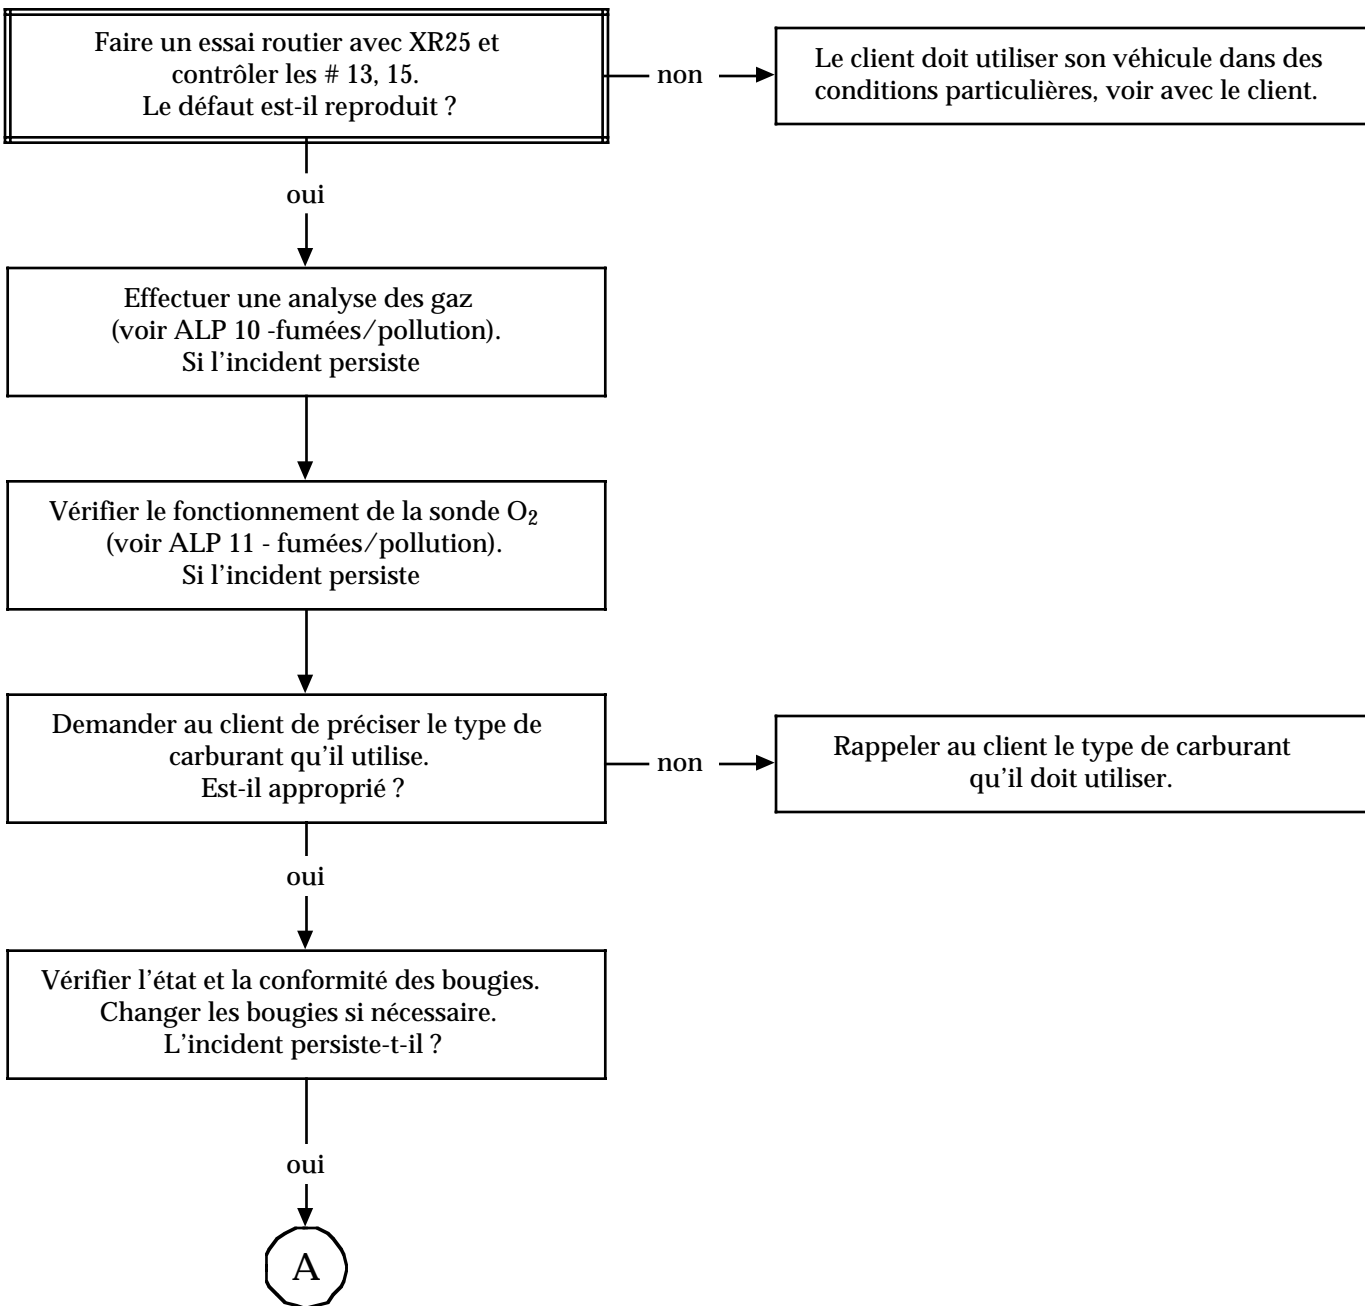 Faire un essai routier avec XR25 et
contrôler les # 13, 15.
Le défaut est-il reproduit ?
non
Le client doit utiliser son véhicule dans des
conditions particulières, voir avec le client.
oui
Effectuer une analyse des gaz
(voir ALP 10 -fumées/pollution).
Si l'incident persiste
Vérifier le fonctionnement de la sonde O2
(voir ALP 11 - fumées/pollution).
Si l'incident persiste
Demander au client de préciser le type de
carburant qu'il utilise.
Est-il approprié ?
non
Rappeler au client le type de carburant
qu'il doit utiliser.
oui
Vérifier l'état et la conformité des bougies.
Changer les bougies si nécessaire.
L'incident persiste-t-il ?
oui
A